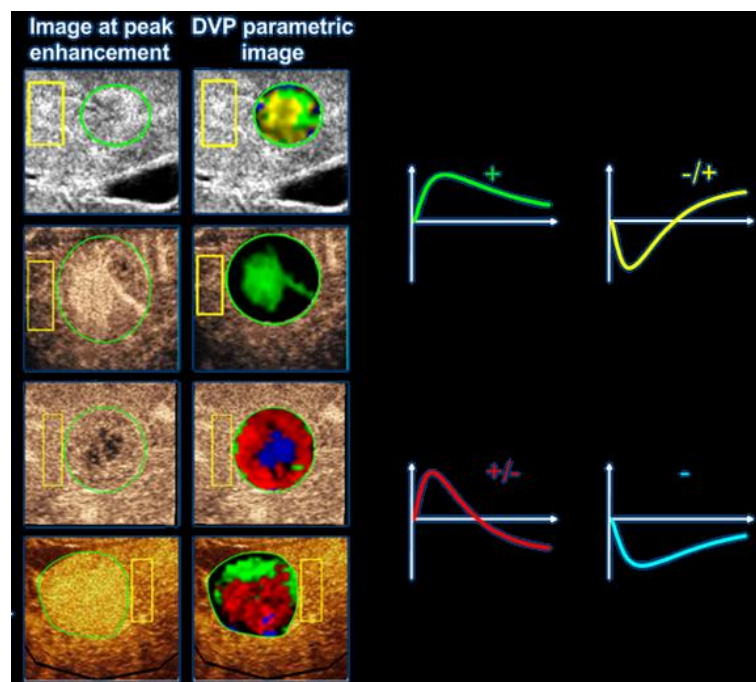 Image at peak
enhancement
DVP parametric
image
+
-/+
+/-
-